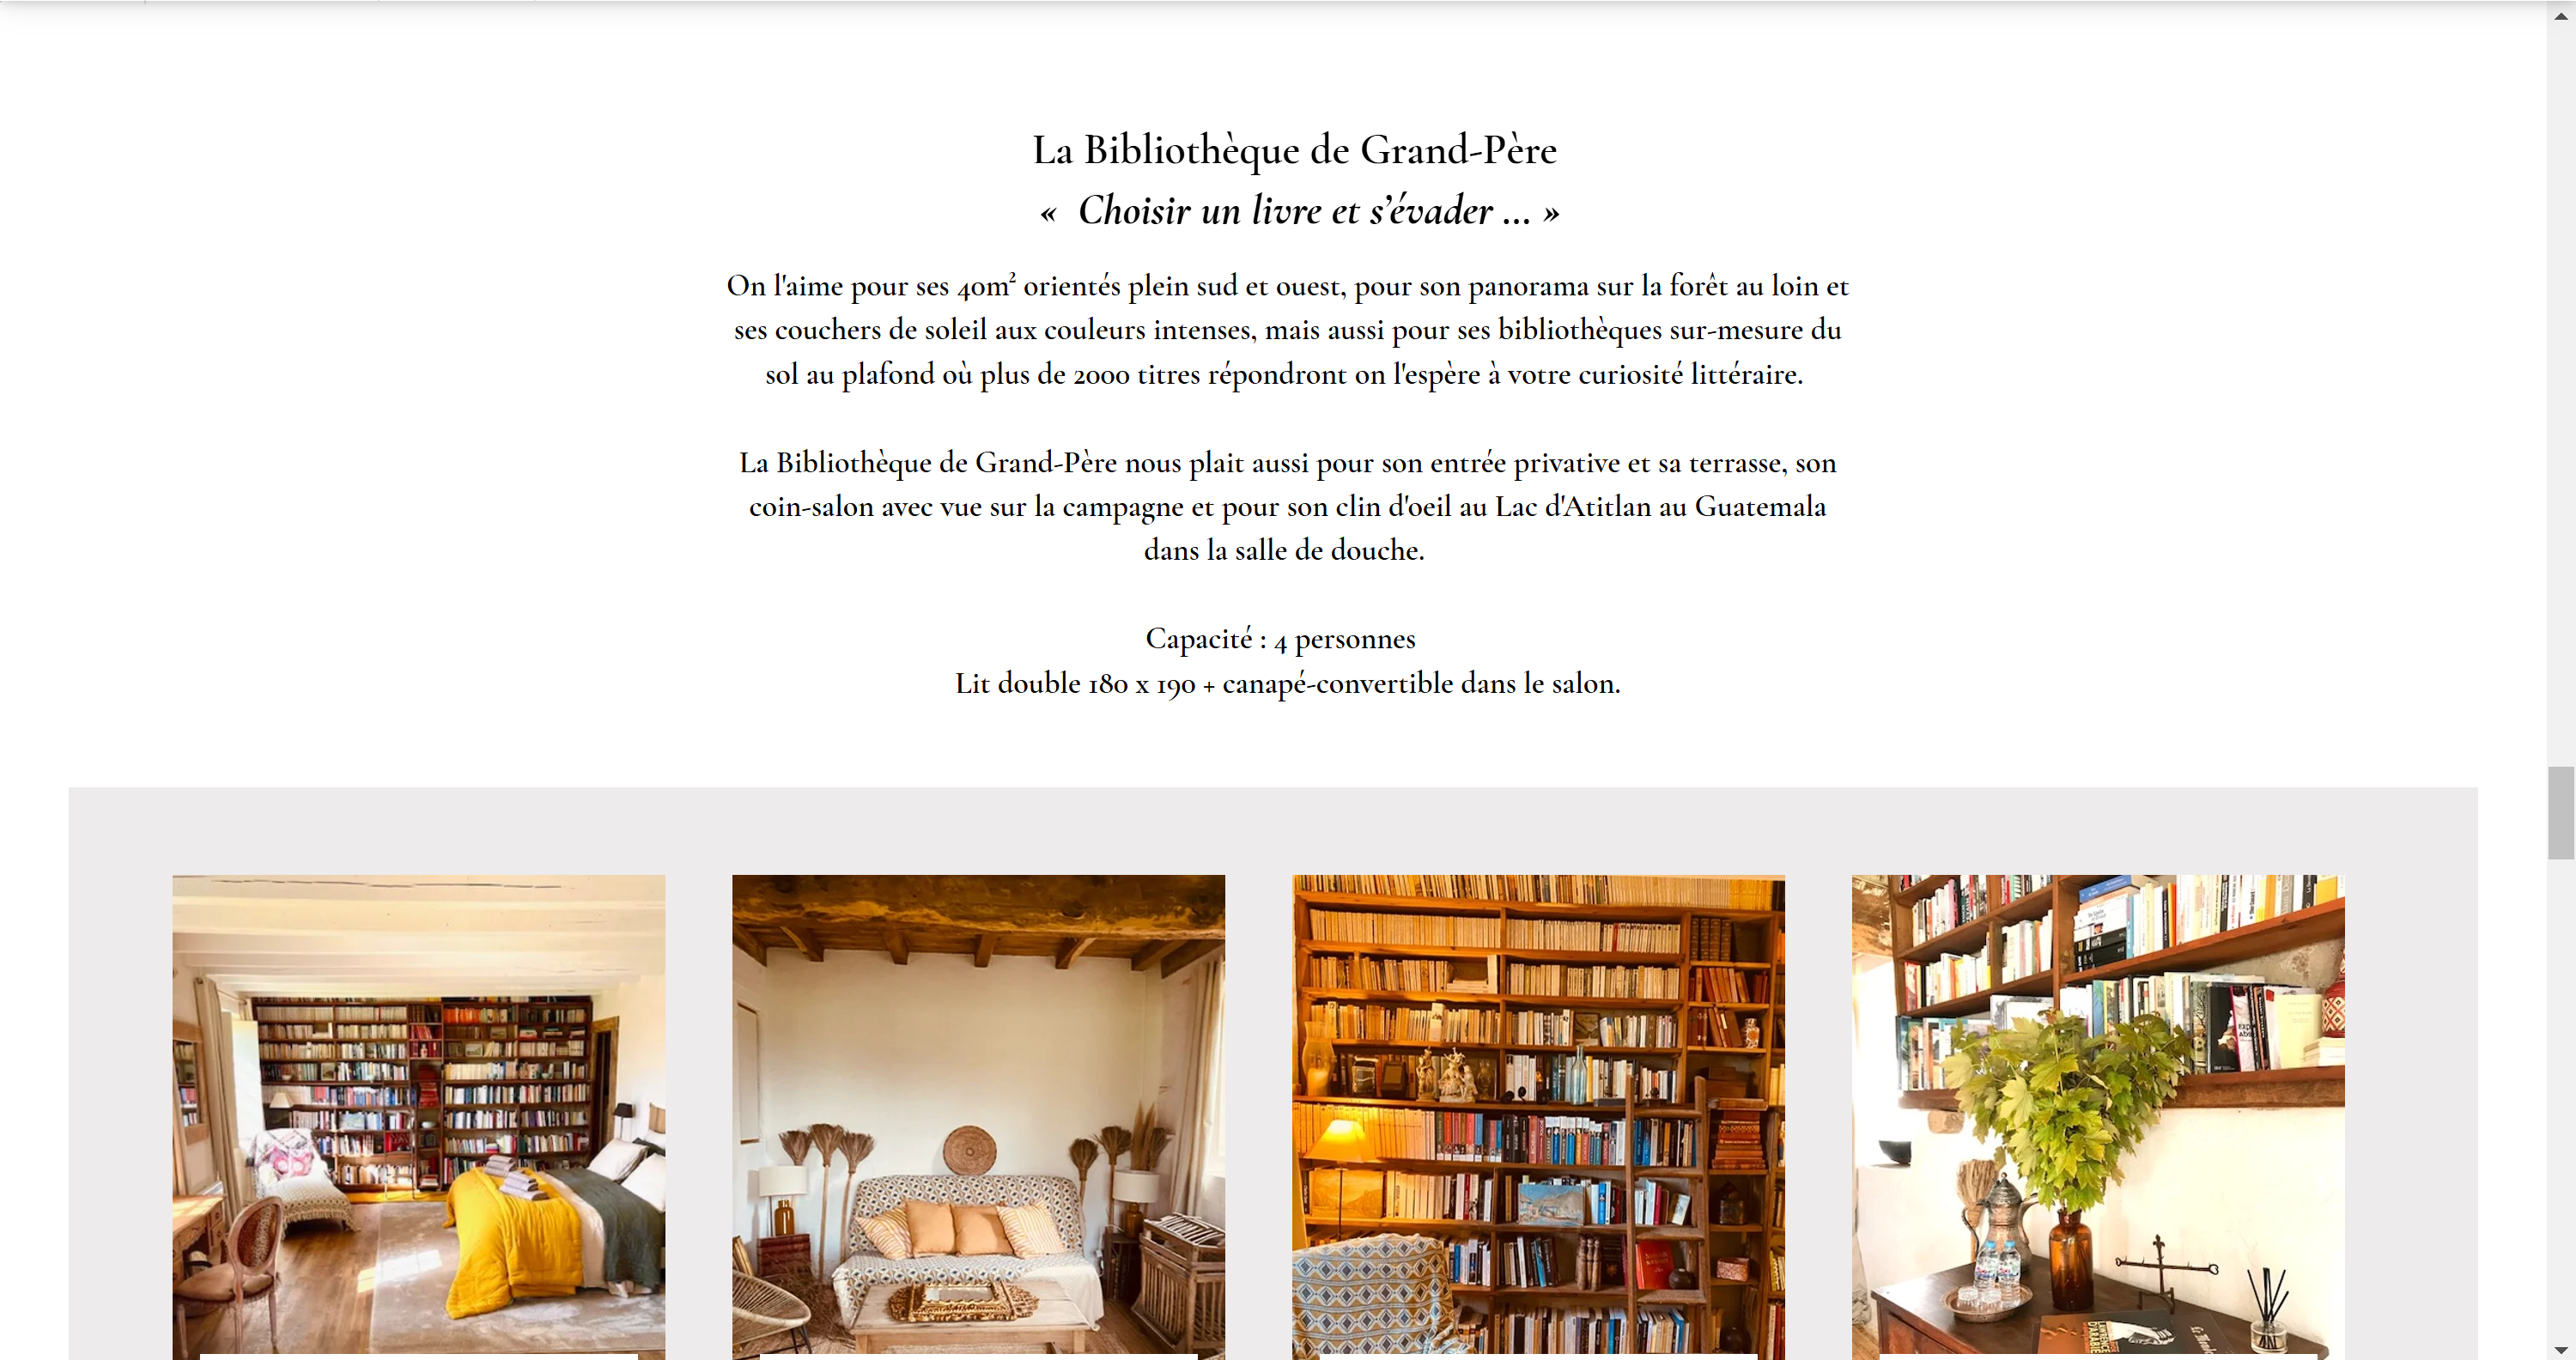 La Bibliothèque de Grand-Père
« Choisir un livre et s’évader ... »
On l'aime pour ses 40m² orientés plein sud et ouest, pour son panorama sur la forêt au loin et
ses couchers de soleil aux couleurs intenses, mais aussi pour ses bibliothèques sur-mesure du
sol au plafond où plus de 2000 titres répondront on l'espère à votre curiosité littéraire.
La Bibliothèque de Grand-Père nous plait aussi pour son entrée privative et sa terrasse, son
coin-salon avec vue sur la campagne et pour son clin d'oeil au Lac d'Atitlan au Guatemala
dans la salle de douche.
Capacité : 4 personnes
Lit double 180 x 190 + canapé-convertible dans le salon.